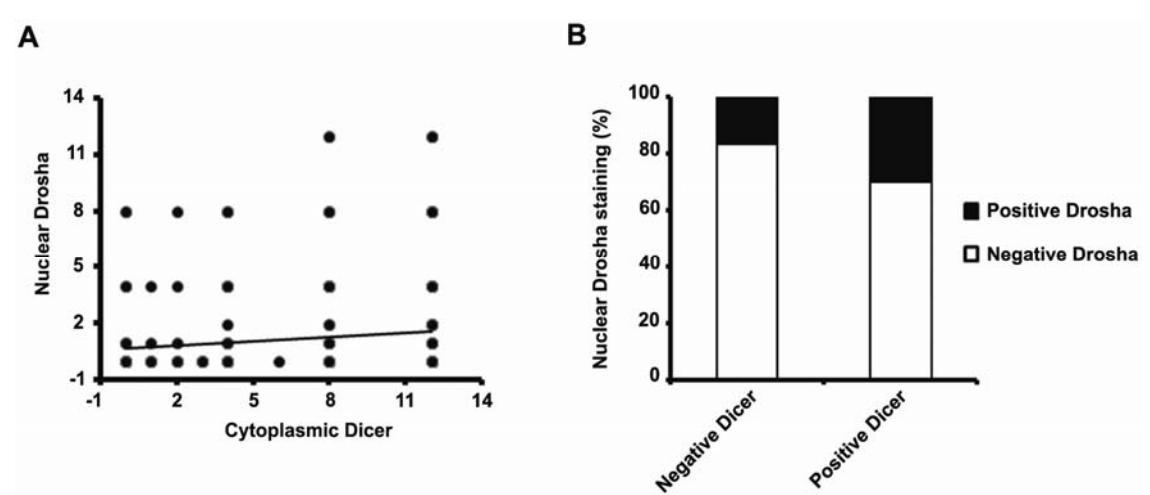 A
Nuclear Drosha
14
11
8
5
2
-1
-1 2 5 8 11 14
Cytoplasmic Dicer
B
Nuclear Drosha staining (%)
100
80
60
40
20
0
Negative Dicer
Positive Dicer
Positive Drosha
Negative Drosha